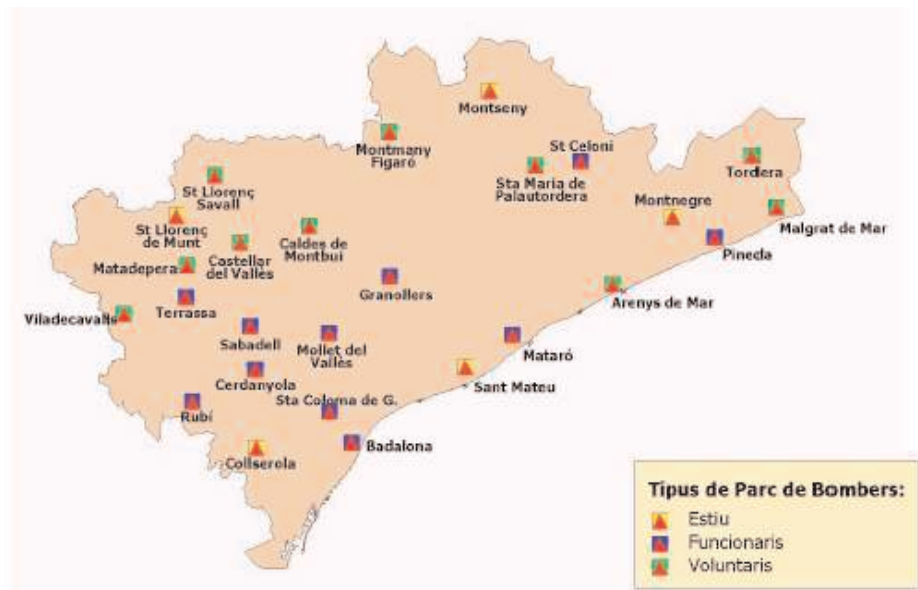 Montseny
Montmany
Figaró
St Celoni
Sta Maria de
Palautordera
Tordera
St Llorenç
Savall
Montnegre
Malgrat de Mar
St Llorenç
de Munt
Caldes de
Montbui
Castellar
del Vallès
Pineda
Matadepera
Granollers
Arenys de Mar
Viladecavalls
Terrassa
Sabadell
Mollet del
Vallès
Mataró
Cerdanyola
Sant Mateu
Sta Coloma de G.
Rubí
Badalona
Collserola
Tipus de Parc de Bombers:
Estiu
Funcionaris
Voluntaris